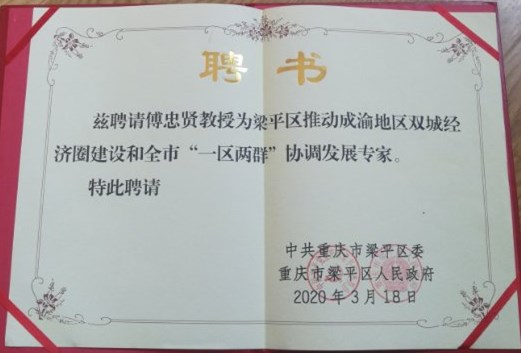 聘书
兹聘请傅忠贤教授为梁平区推动成渝地区双城经
济圈建设和全市“一区两群”协调发展专家。
特此聘请
中共重庆市梁平区委
重庆市梁平区人民政府
2020年3月18日